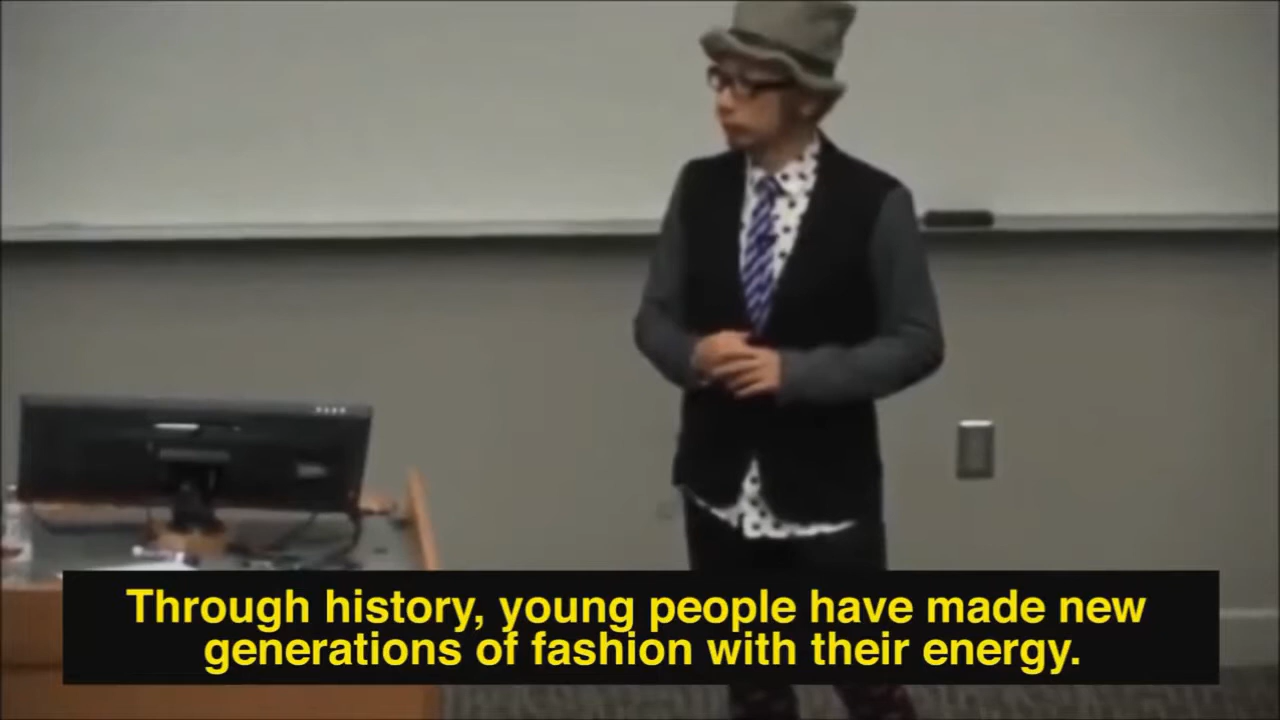 Through history, young people have made new
generations of fashion with their energy.